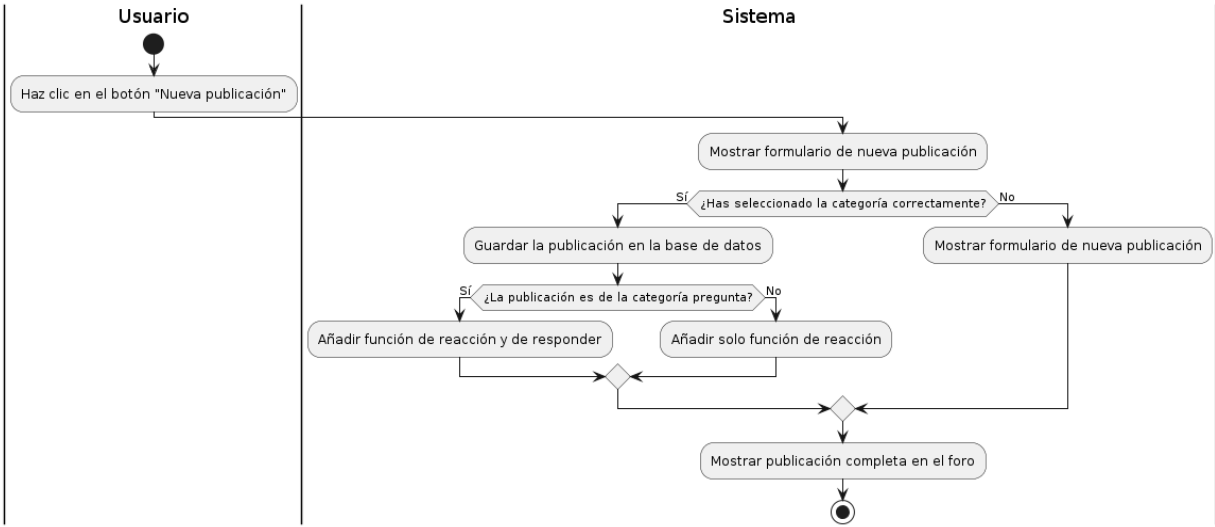 Usuario
Sistema
Haz clic en el botón "Nueva publicación"
Mostrar formulario de nueva publicación
Sí
¿Has seleccionado la categoría correctamente?
No
Guardar la publicación en la base de datos
Mostrar formulario de nueva publicación
Sí
¿La publicación es de la categoría pregunta?
No
Añadir función de reacción y de responder
Añadir solo función de reacción
Mostrar publicación completa en el foro